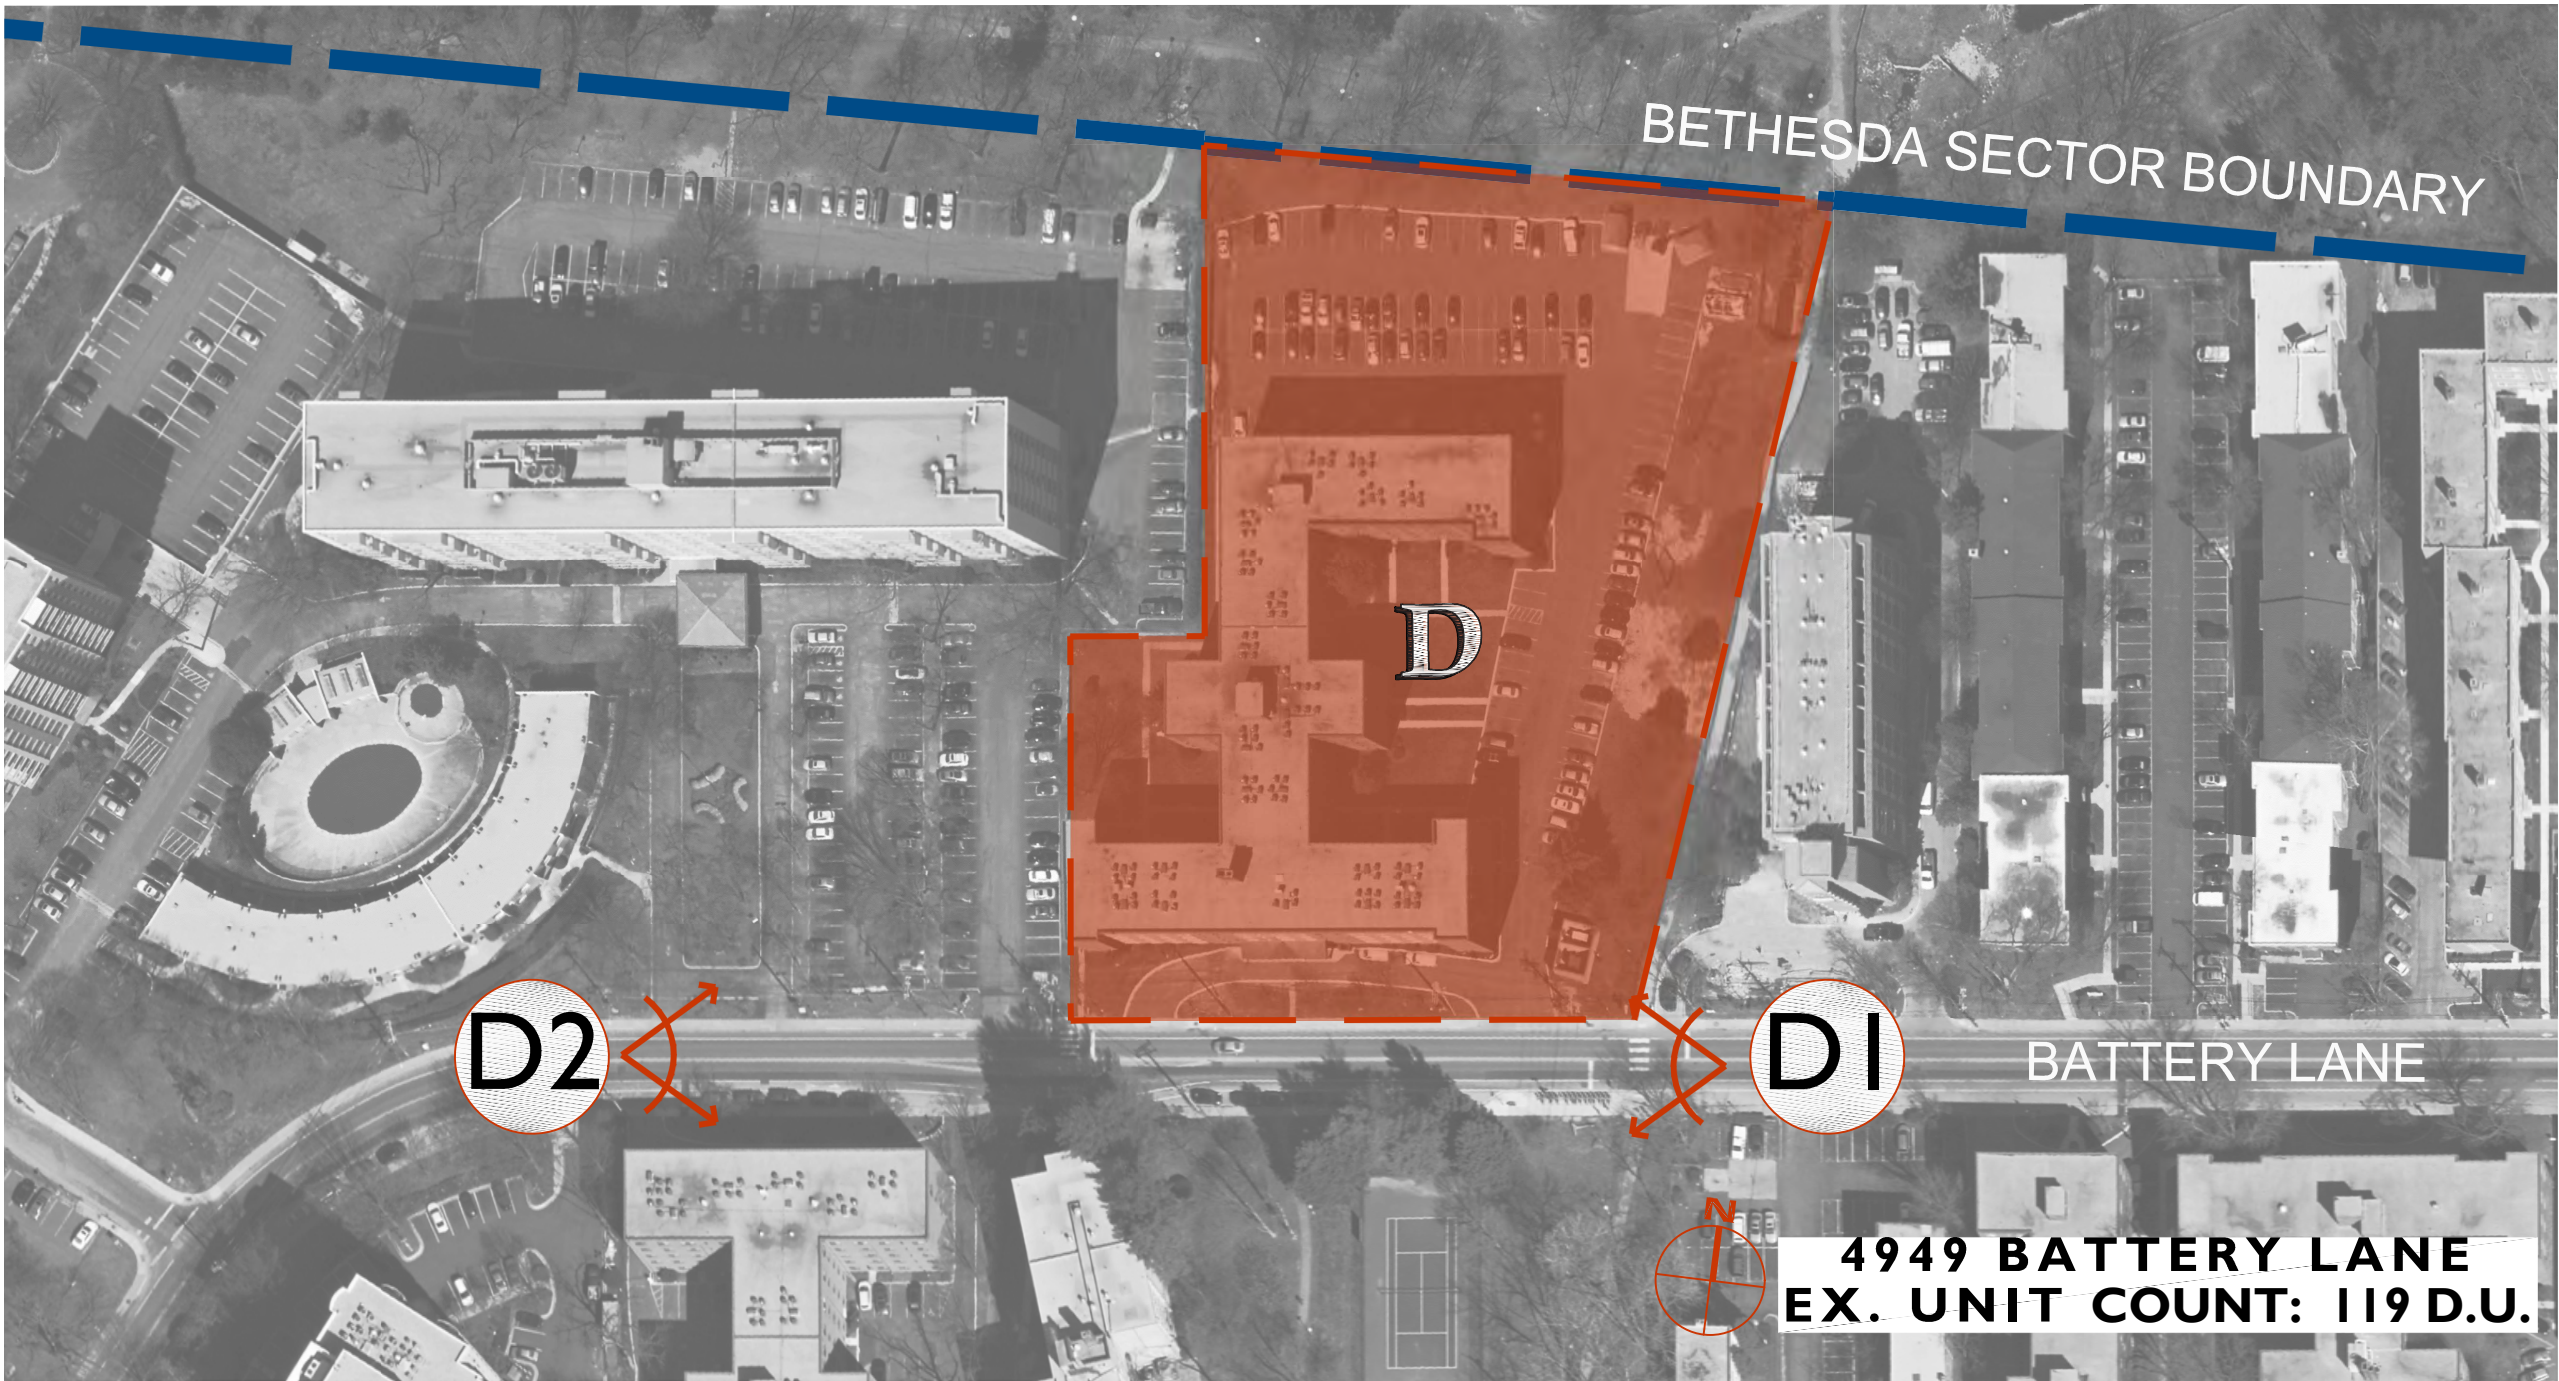 BETHESDA SECTOR BOUNDARY
D
D2
D1
BATTERY LANE
N
4949 BATTERY LANE
EX. UNIT COUNT: 119 D.U.